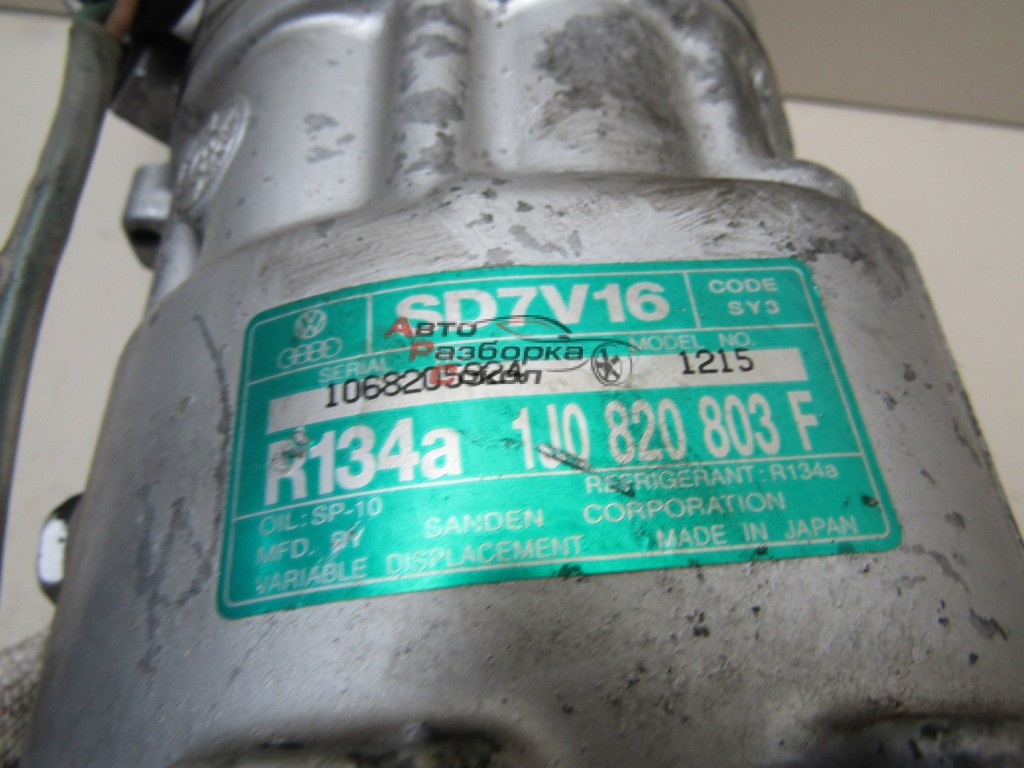 SD7V16
CODE
SY3
SERIAL
MODEL NO.
1215
Авто
Разборка
R134a 1J0 820 803 F
OIL: SP-10
REFRIGERANT: R134a
MFD. BY SANDEN CORPORATION
VARIABLE DISPLACEMENT MADE IN JAPAN